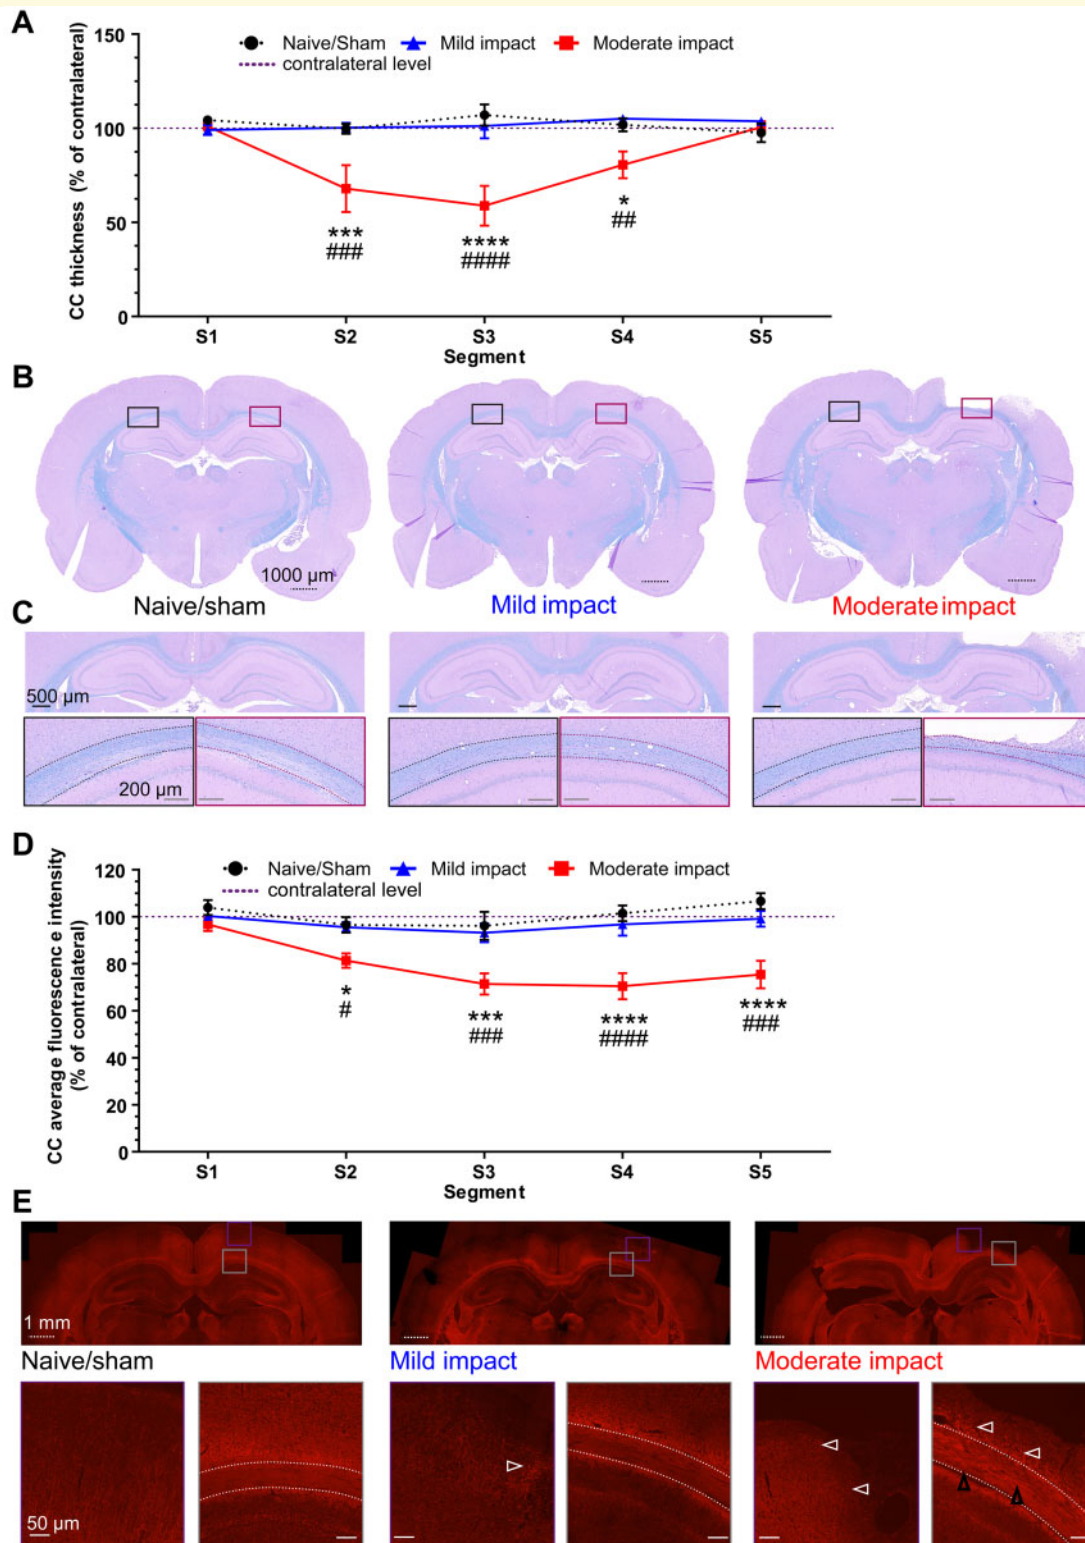 A
150
100
50
0
CC thickness (% of contralateral)
Naive/Sham Mild impact Moderate impact
contralateral level
***
###
****
####
*
##
S1 S2 S3 S4 S5
Segment
B
1000 µm
Naive/sham Mild impact Moderate impact
C
500 µm
200 µm
D
120
100
80
60
40
20
0
CC average fluorescenc e intensity
(% of contralateral)
Naive/Sham Mild impact Moderate impact
contralateral level
*
#
***
###
****
####
****
###
S1 S2 S3 S4 S5
Segment
E
1 mm
Naive/sham Mild impact Moderate impact
50 µm